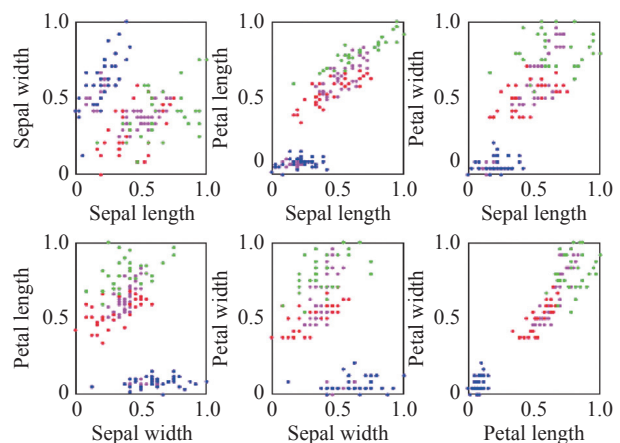 1.0 1.0 1.0
Sepal width Petal length Petal width
0.5 0.5 0.5
0 0
0 0.5 1.0 0 0.5 1.0 0 0.5 1.0
Sepal length Sepal length Sepal length
1.0 1.0 1.0
Petal length Petal width Petal width
0.5 0.5 0.5
0 0 0
0 0.5 1.0 0 0.5 1.0 0 0.5 1.0
Sepal width Sepal width Petal length